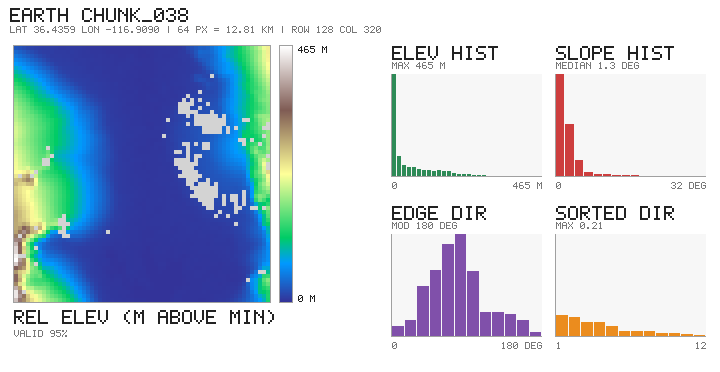 EARTH CHUNK_038
LAT 36.4359 LON -116.9090 | 64 PX = 12.81 KM | ROW 128 COL 320
465 M
0 M
REL ELEV (M ABOVE MIN)
VALID 95%
ELEV HIST
MAX 465 M
0 465 M
SLOPE HIST
MEDIAN 1.3 DEG
0 32 DEG
EDGE DIR
MOD 180 DEG
0 180 DEG
SORTED DIR
MAX 0.21
1 12